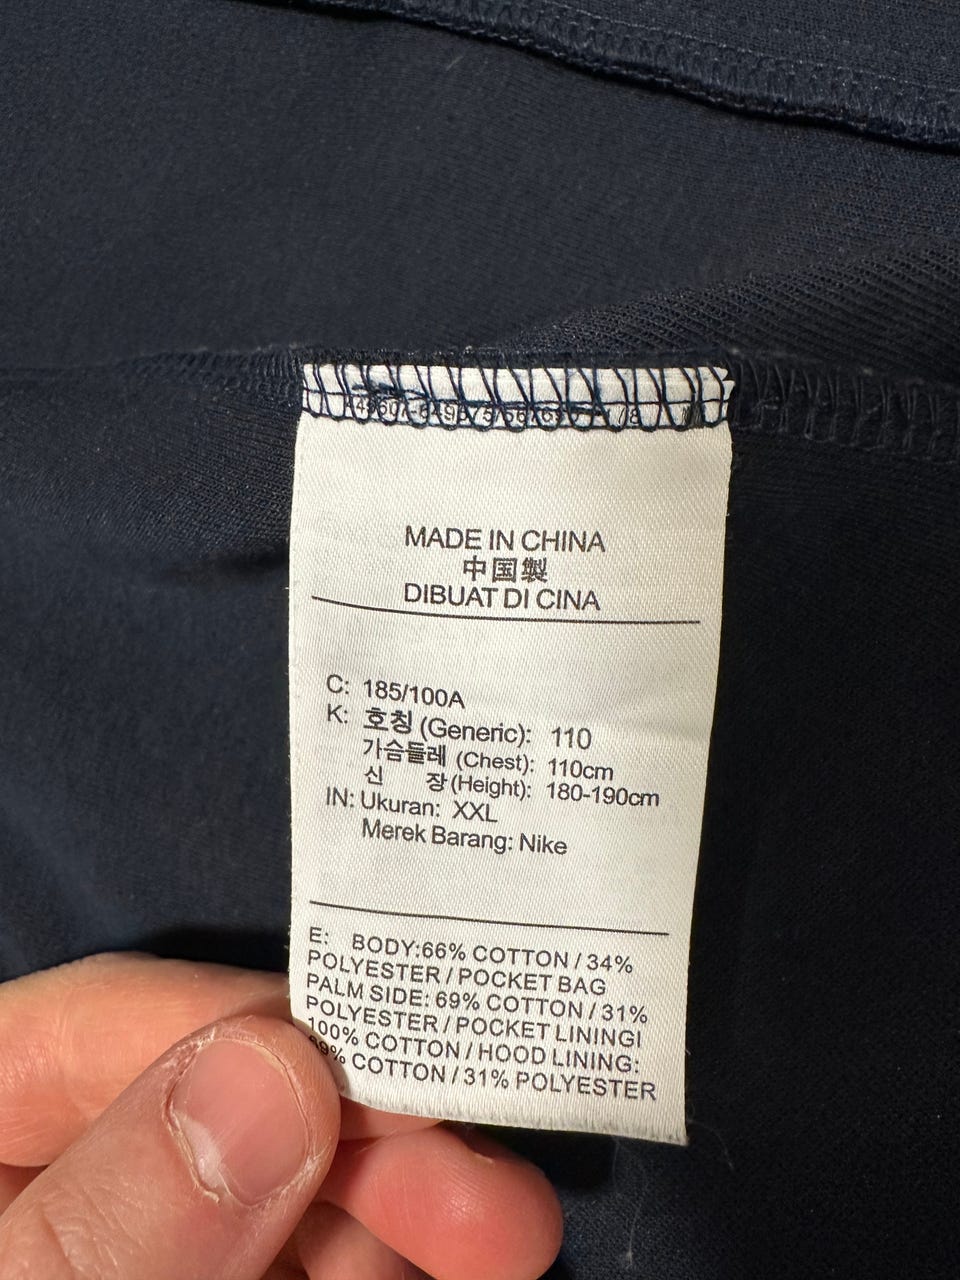 MADE IN CHINA
中国製
DIBUAT DI CINA
C: 185/100A
K: 호칭 (Generic): 110
가슴둘레 (Chest): 110cm
신 장 (Height): 180-190cm
IN: Ukuran: XXL
Merek Barang: Nike
E: BODY:66% COTTON / 34%
POLYESTER / POCKET BAG
PALM SIDE: 69% COTTON / 31%
POLYESTER / POCKET LININGI
100% COTTON / HOOD LINING:
69% COTTON / 31% POLYESTER